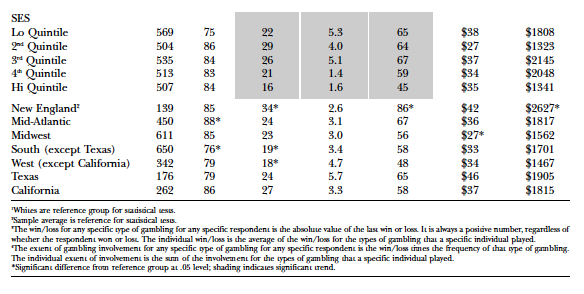 SES
Lo Quintile 569 75 22 5.3 65 $38 $1808
2nd Quintile 504 86 29 4.0 64 $27 $1323
3rd Quintile 535 84 26 5.1 67 $37 $2145
4th Quintile 513 83 21 1.4 59 $34 $2048
Hi Quintile 507 84 16 1.6 45 $35 $1341
New England² 139 85 34* 2.6 86* $42 $2627*
Mid-Atlantic 450 88* 24 3.1 67 $36 $1817
Midwest 611 85 23 3.0 56 $27* $1562
South (except Texas) 650 76* 19* 3.4 58 $33 $1701
West (except California) 342 79 18* 4.7 48 $34 $1467
Texas 176 79 24 5.7 65 $46 $1905
California 262 86 27 3.3 58 $37 $1815
¹Whites are reference group for statistical tests.
²Sample average is reference for statistical tests.
³The win/loss for any specific type of gambling for any specific respondent is the absolute value of the last win or loss. It is always a positive number, regardless of
whether the respondent won or lost. The individual win/loss is the average of the win/loss for the types of gambling that a specific individual played.
⁴The extent of gambling involvement for any specific type of gambling for any specific respondent is the win/loss times the frequency of that type of gambling.
The individual extent of involvement is the sum of the involvement for the types of gambling that a specific individual played.
*Significant difference from reference group at .05 level; shading indicates significant trend.